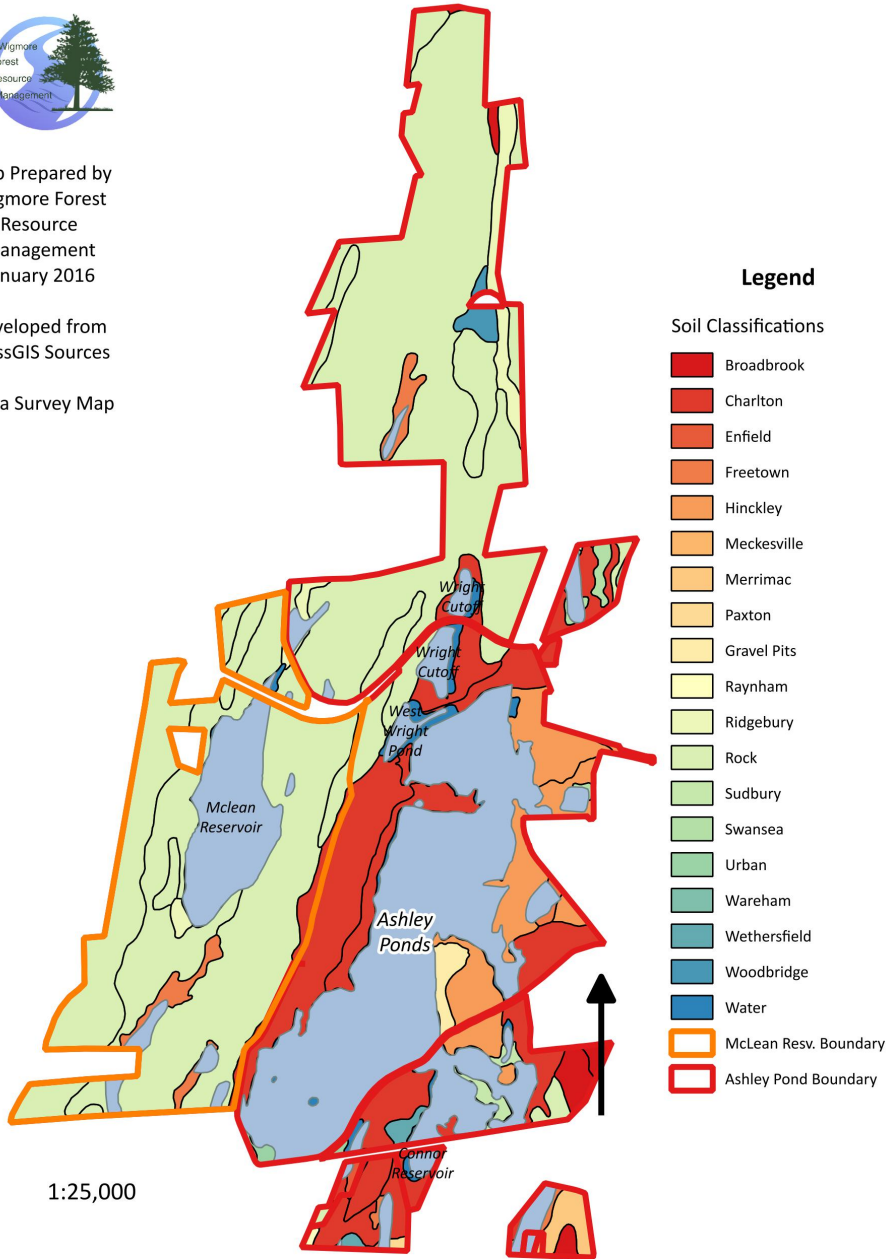 Wigmore
orest
esource
anagement
o Prepared by
gmore Forest
Resource
anagement
nuary 2016
veloped from
ssGIS Sources
a Survey Map
Legend
Soil Classifications
Broadbrook
Charlton
Enfield
Freetown
Hinckley
Meckesville
Merrimac
Paxton
Gravel Pits
Raynham
Ridgebury
Rock
Sudbury
Swansea
Urban
Wareham
Wethersfield
Woodbridge
Water
McLean Resv. Boundary
Ashley Pond Boundary
Wright
Cutoff
Wright
Cutoff
West
Wright
Pond
Mclean
Reservoir
Ashley
Ponds
Connor
Reservoir
1:25,000